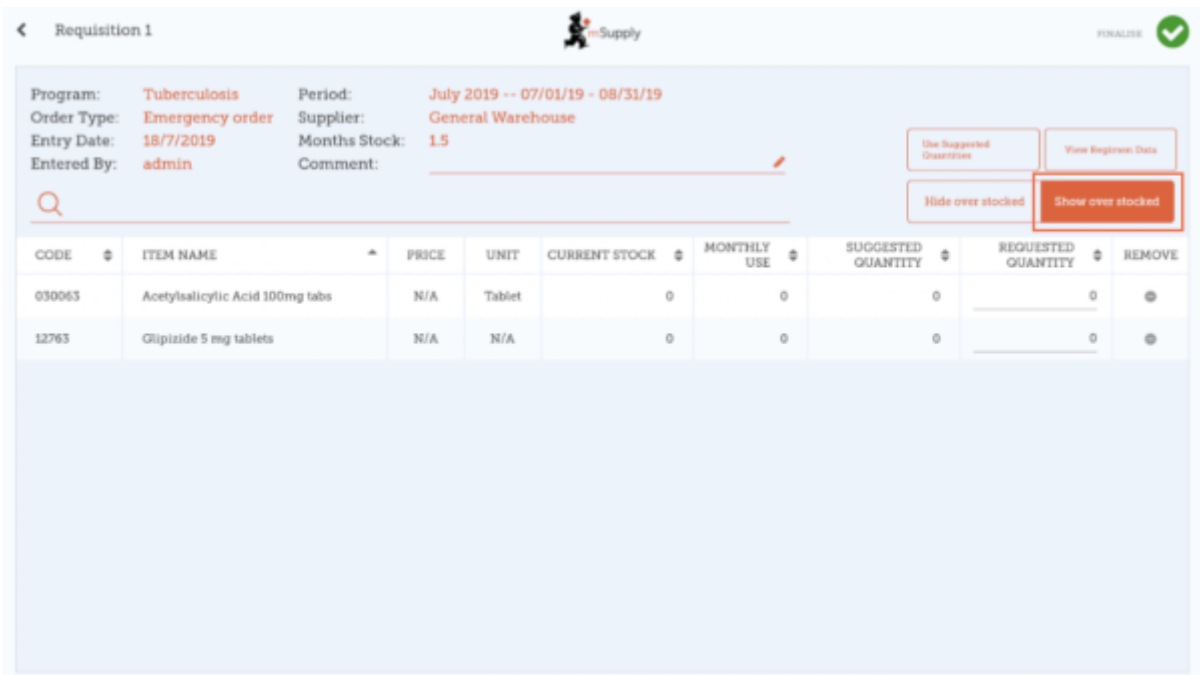 Requisition 1
mSupply
FINALISE
Program: Tuberculosis Period: July 2019 -- 07/01/19 - 08/31/19
Order Type: Emergency order Supplier: General Warehouse
Entry Date: 18/7/2019 Months Stock: 1.5
Entered By: admin Comment:
Use Suggested
Quantities
View Regimen Data
Hide over stocked Show over stocked
CODE ITEM NAME PRICE UNIT CURRENT STOCK MONTHLY USE SUGGESTED QUANTITY REQUESTED QUANTITY REMOVE
030063 Acetylsalicylic Acid 100mg tabs N/A Tablet 0 0 0 0
12763 Glipizide 5 mg tablets N/A N/A 0 0 0 0